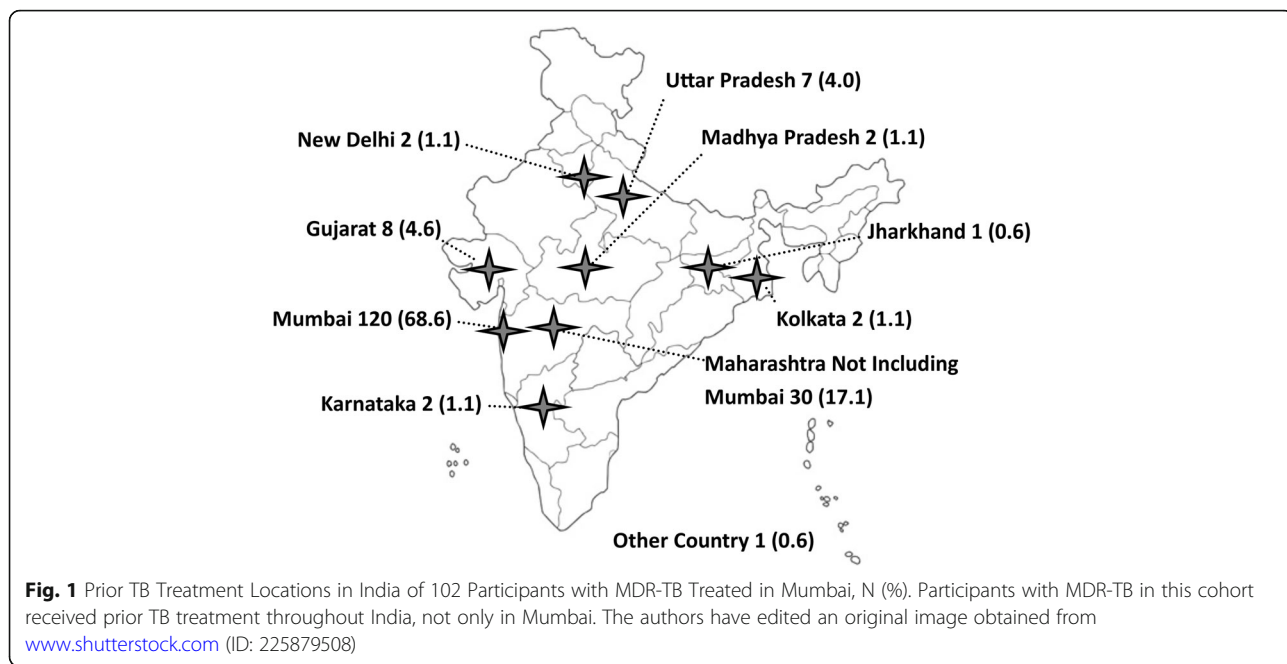 Uttar Pradesh 7 (4.0)
New Delhi 2 (1.1)
Madhya Pradesh 2 (1.1)
Gujarat 8 (4.6)
Jharkhand 1 (0.6)
Mumbai 120 (68.6)
Kolkata 2 (1.1)
Maharashtra Not Including
Mumbai 30 (17.1)
Karnataka 2 (1.1)
Other Country 1 (0.6)
Fig. 1 Prior TB Treatment Locations in India of 102 Participants with MDR-TB Treated in Mumbai, N (%). Participants with MDR-TB in this cohort
received prior TB treatment throughout India, not only in Mumbai. The authors have edited an original image obtained from
www.shutterstock.com (ID: 225879508)